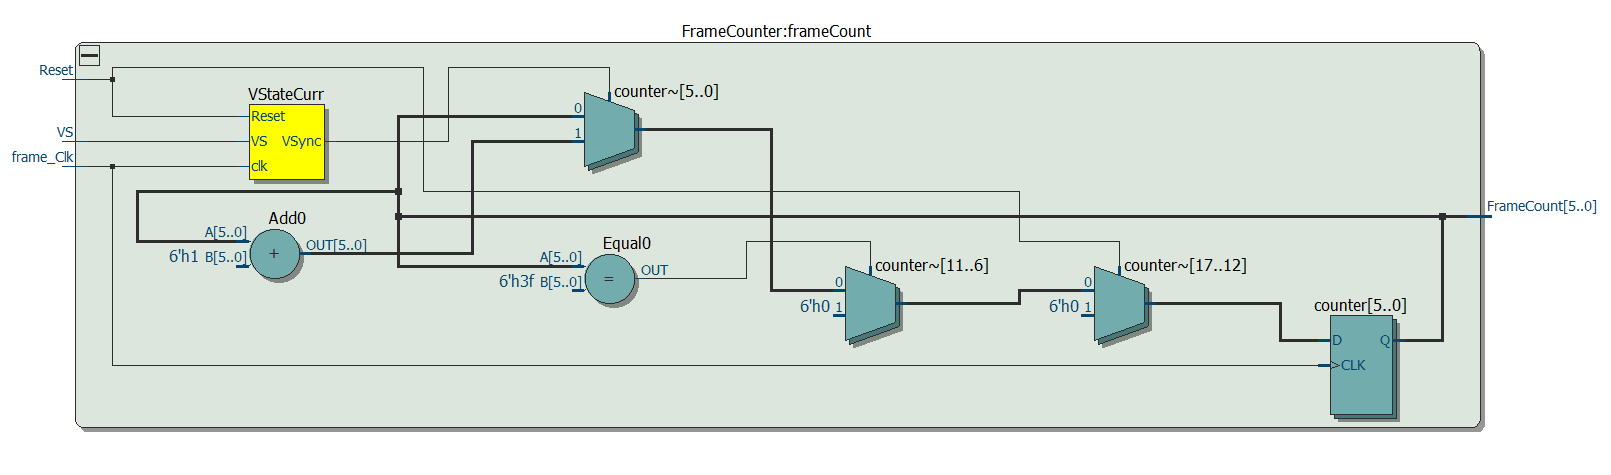 FrameCounter:frameCount
Reset
VStateCurr
counter~[5..0]
0
1
Reset
VS
VS
VSync
frame_Clk
clk
FrameCount[5..0]
Add0
A[5..0]
OUT[5..0]
6'h1 B[5..0]
+
Equal0
A[5..0]
OUT
6'h3f B[5..0]
=
counter~[11..6]
0
6'h0 1
counter~[17..12]
0
6'h0 1
counter[5..0]
D
Q
CLK